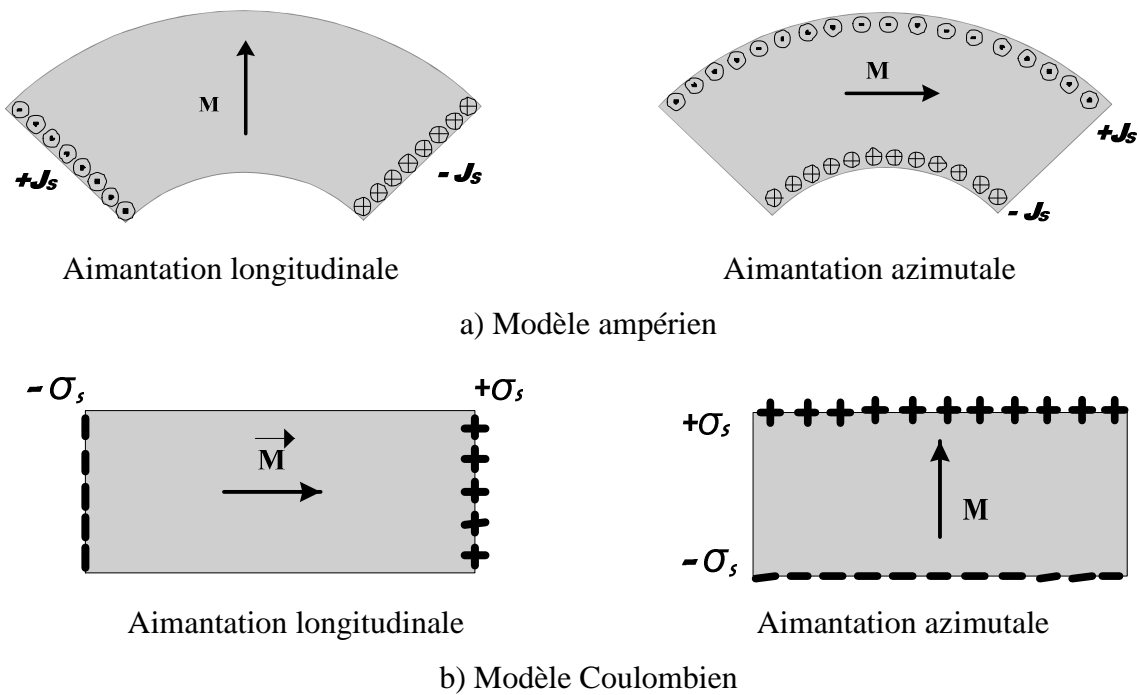 M
M
+Js
- Js
+Js
- Js
Aimantation longitudinale
Aimantation azimutale
a) Modèle ampérien
- σs
+σs
M
+σs
M
- σs
Aimantation longitudinale
Aimantation azimutale
b) Modèle Coulombien